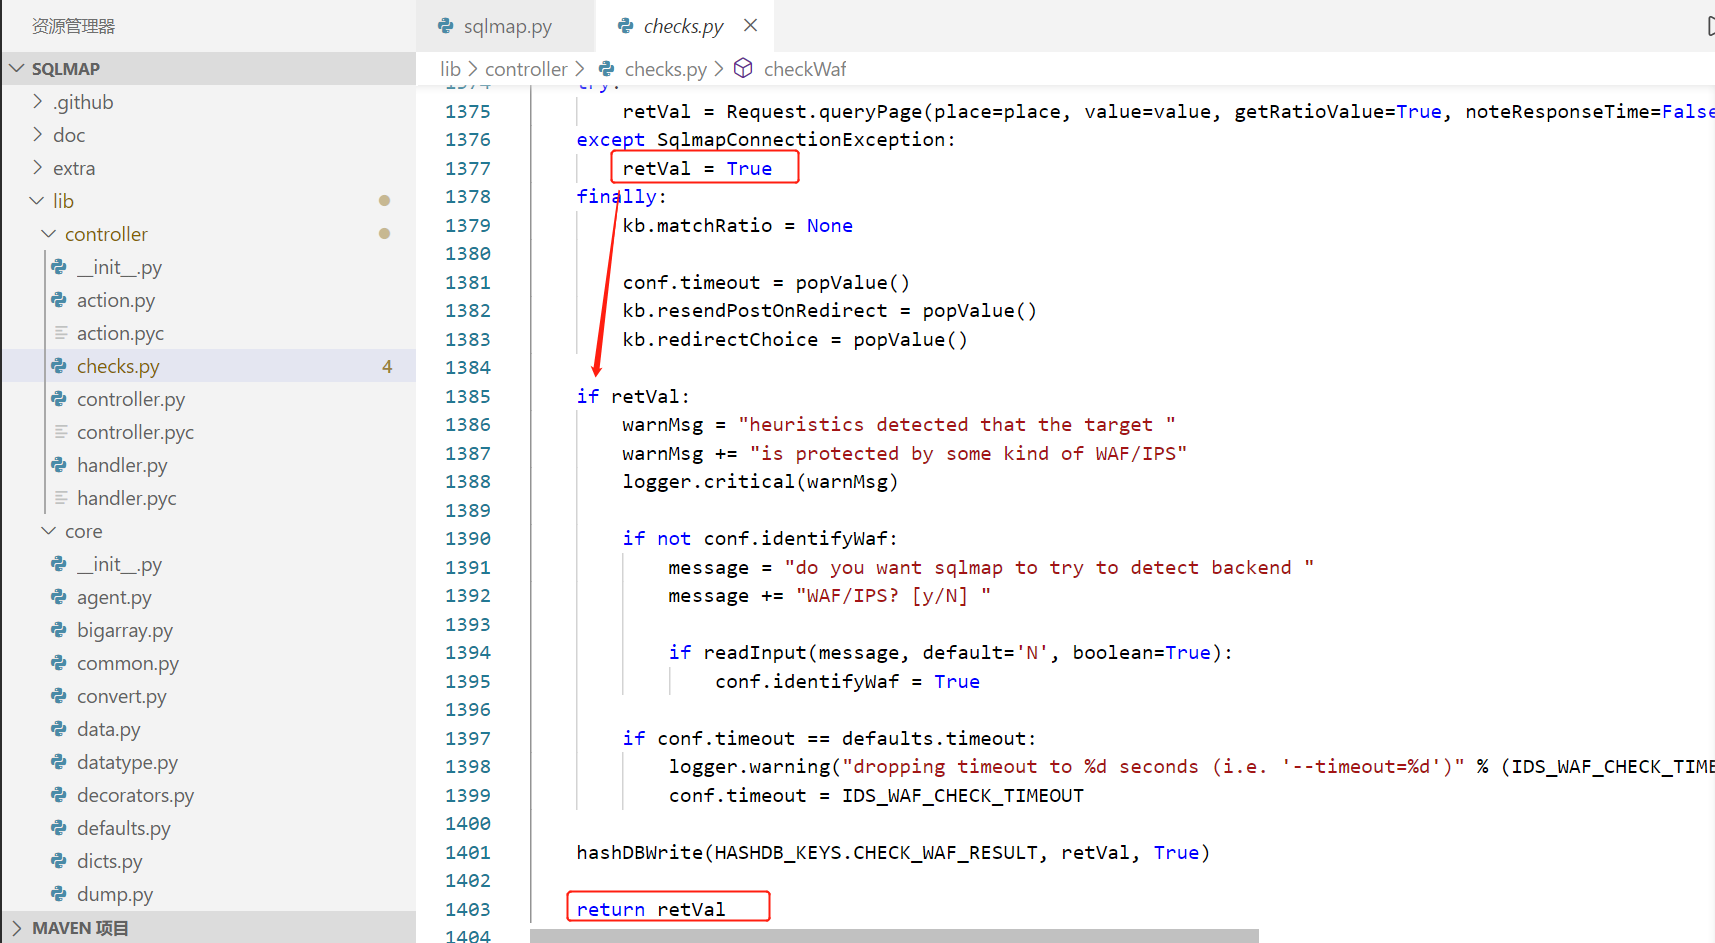 资源管理器
SQLMAP
.github
doc
extra
lib
controller
__init__.py
action.py
action.pyc
checks.py 4
controller.py
controller.pyc
handler.py
handler.pyc
core
__init__.py
agent.py
bigarray.py
common.py
convert.py
data.py
datatype.py
decorators.py
defaults.py
dicts.py
dump.py
MAVEN 项目
sqlmap.py checks.py
lib controller checks.py checkWaf
1374 try:
1375 retVal = Request.queryPage(place=place, value=value, getRatioValue=True, noteResponseTime=False
1376 except SqlmapConnectionException:
1377 retVal = True
1378 finally:
1379 kb.matchRatio = None
1380
1381 conf.timeout = popValue()
1382 kb.resendPostOnRedirect = popValue()
1383 kb.redirectChoice = popValue()
1384
1385 if retVal:
1386 warnMsg = "heuristics detected that the target "
1387 warnMsg += "is protected by some kind of WAF/IPS"
1388 logger.critical(warnMsg)
1389
1390 if not conf.identifyWaf:
1391 message = "do you want sqlmap to try to detect backend "
1392 message += "WAF/IPS? [y/N] "
1393
1394 if readInput(message, default='N', boolean=True):
1395 conf.identifyWaf = True
1396
1397 if conf.timeout == defaults.timeout:
1398 logger.warning("dropping timeout to %d seconds (i.e. '--timeout=%d')" % (IDS_WAF_CHECK_TIME
1399 conf.timeout = IDS_WAF_CHECK_TIMEOUT
1400
1401 hashDBWrite(HASHDB_KEYS.CHECK_WAF_RESULT, retVal, True)
1402
1403 return retVal
1404